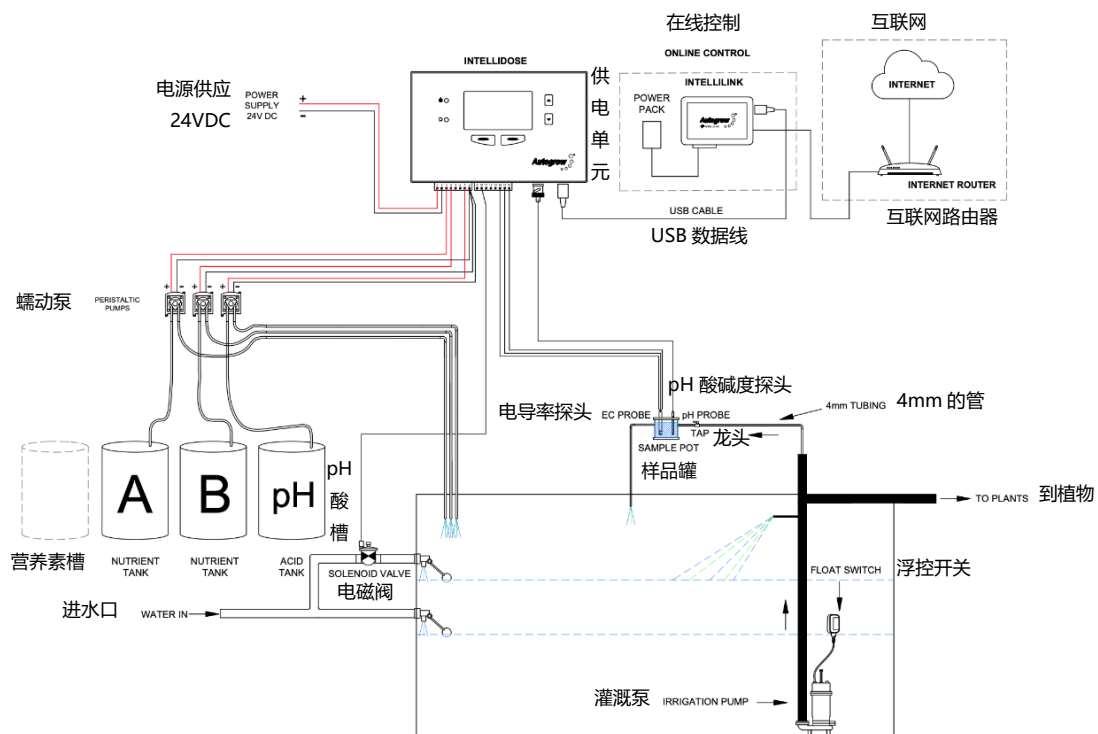 在线控制
互联网
ONLINE CONTROL
INTELLIDOSE
供电单元
INTELLILINK
INTERNET
电源供应
24VDC
POWER
SUPPLY
24V DC
+
-
POWER
PACK
Autogrow
Autogrow
INTERNET ROUTER
互联网路由器
USB CABLE
USB 数据线
+ - + - + -
蠕动泵
PERISTALTIC
PUMPS
pH 酸碱度探头
电导率探头
EC PROBE
pH PROBE
4mm TUBING
4mm 的管
TAP
龙头
SAMPLE POT
样品罐
A
B
pH
pH
酸
槽
TO PLANTS
到植物
营养素槽
NUTRIENT
TANK
NUTRIENT
TANK
ACID
TANK
SOLENOID VALVE
电磁阀
FLOAT SWITCH
浮控开关
进水口
WATER IN
灌溉泵
IRRIGATION PUMP